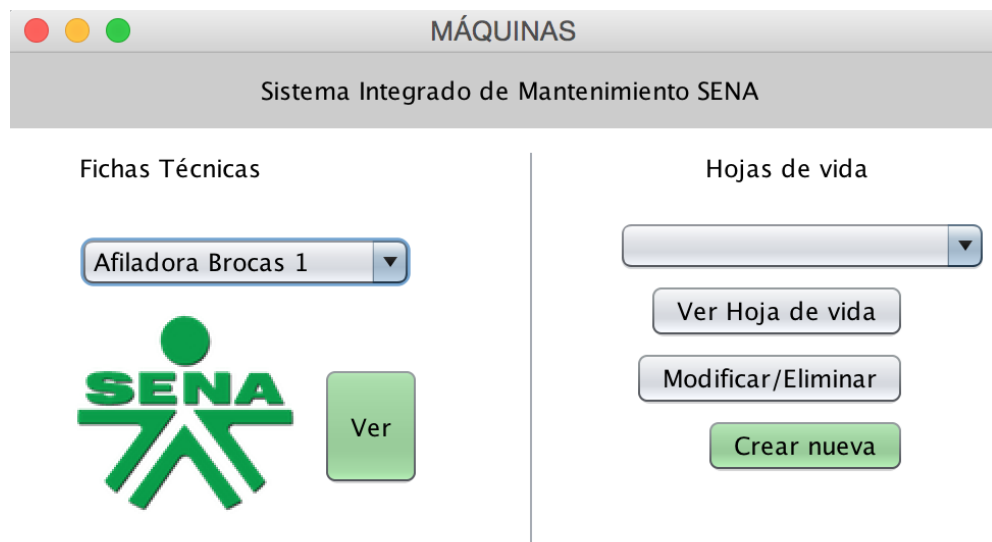 MÁQUINAS
Sistema Integrado de Mantenimiento SENA
Fichas Técnicas
Afiladora Brocas 1
SENA
Ver
Hojas de vida
Ver Hoja de vida
Modificar/Eliminar
Crear nueva